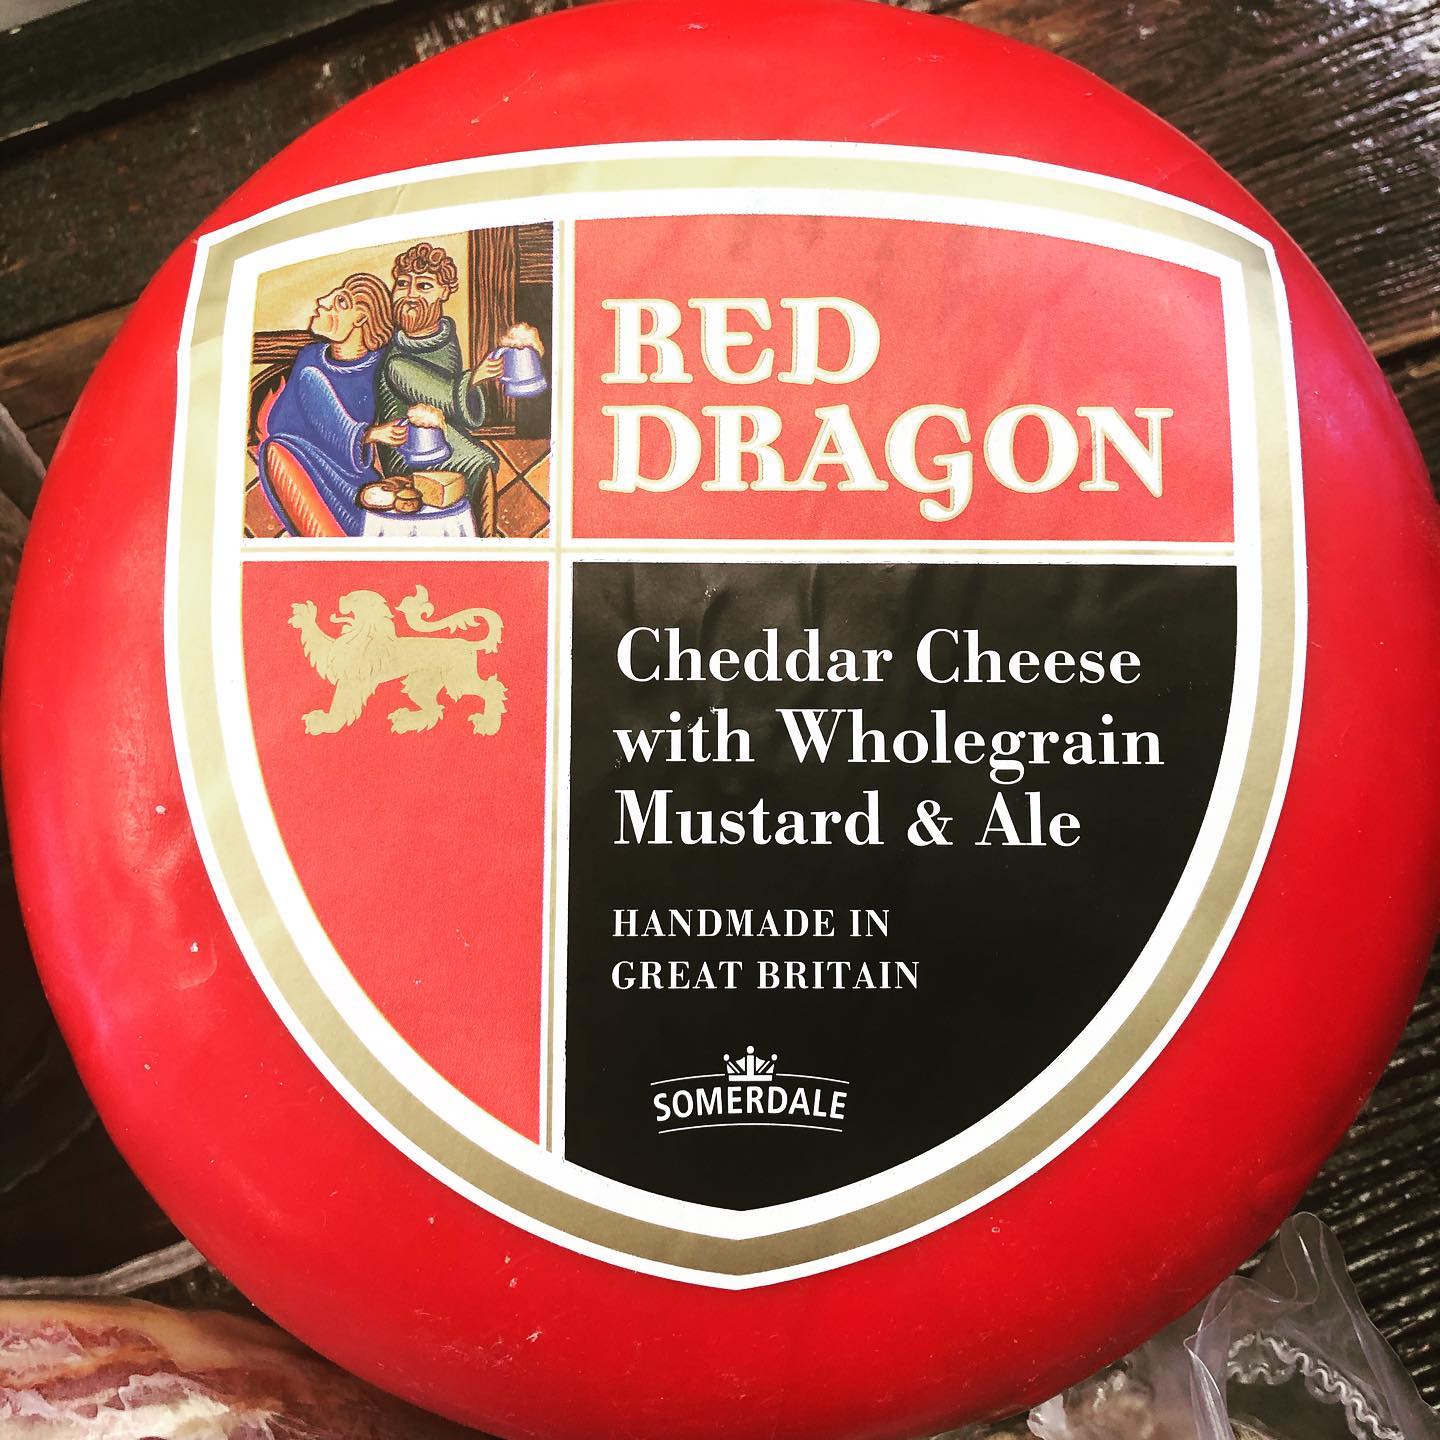 RED
DRAGON
Cheddar Cheese
with Wholegrain
Mustard & Ale
HANDMADE IN
GREAT BRITAIN
SOMERDALE